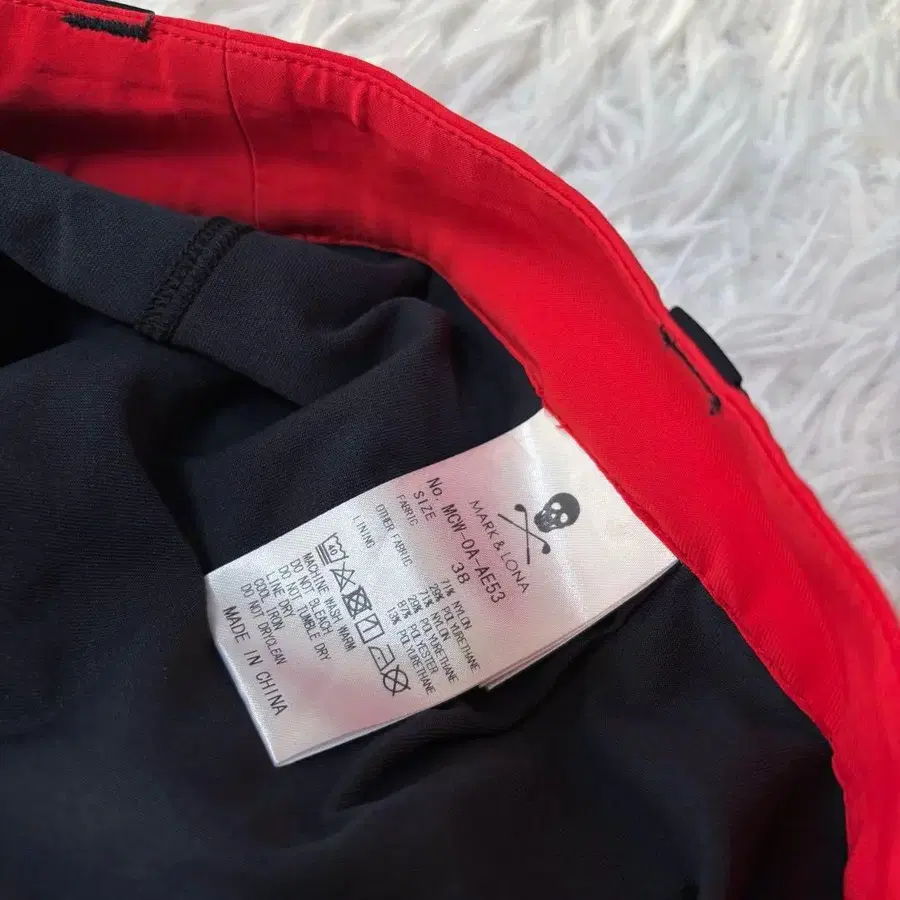 MARK & LONA
No. MCW-0A-AE53
SIZE 38
FABRIC 71% NYLON
29% POLYURETHANE
OTHER FABRIC 71% NYLON
29% POLYURETHANE
LINING 87% POLYESTER
13% POLYURETHANE
40
MACHINE WASH WARM
DO NOT BLEACH
DO NOT TUMBLE DRY
LINE DRY
COOL IRON
DO NOT DRYCLEAN
MADE IN CHINA